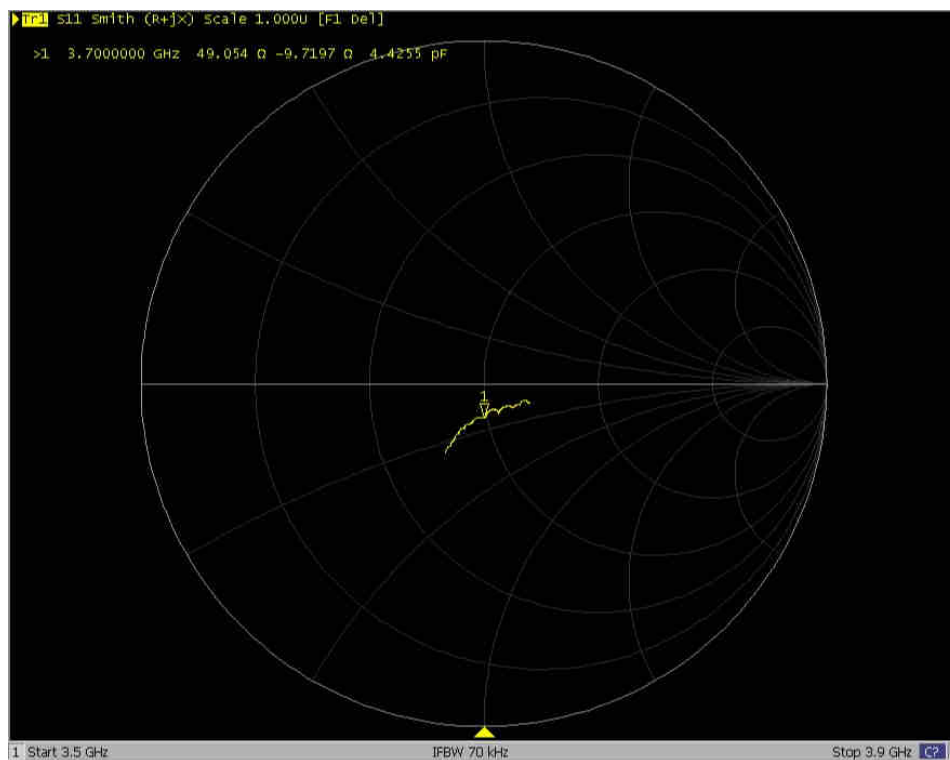 Tr1 S11 Smith (R+jX) Scale 1.000U [F1 Del]
>1 3.7000000 GHz 49.054 Ω -9.7197 Ω 4.4255 pF
1
1 Start 3.5 GHz IFBW 70 kHz Stop 3.9 GHz C?